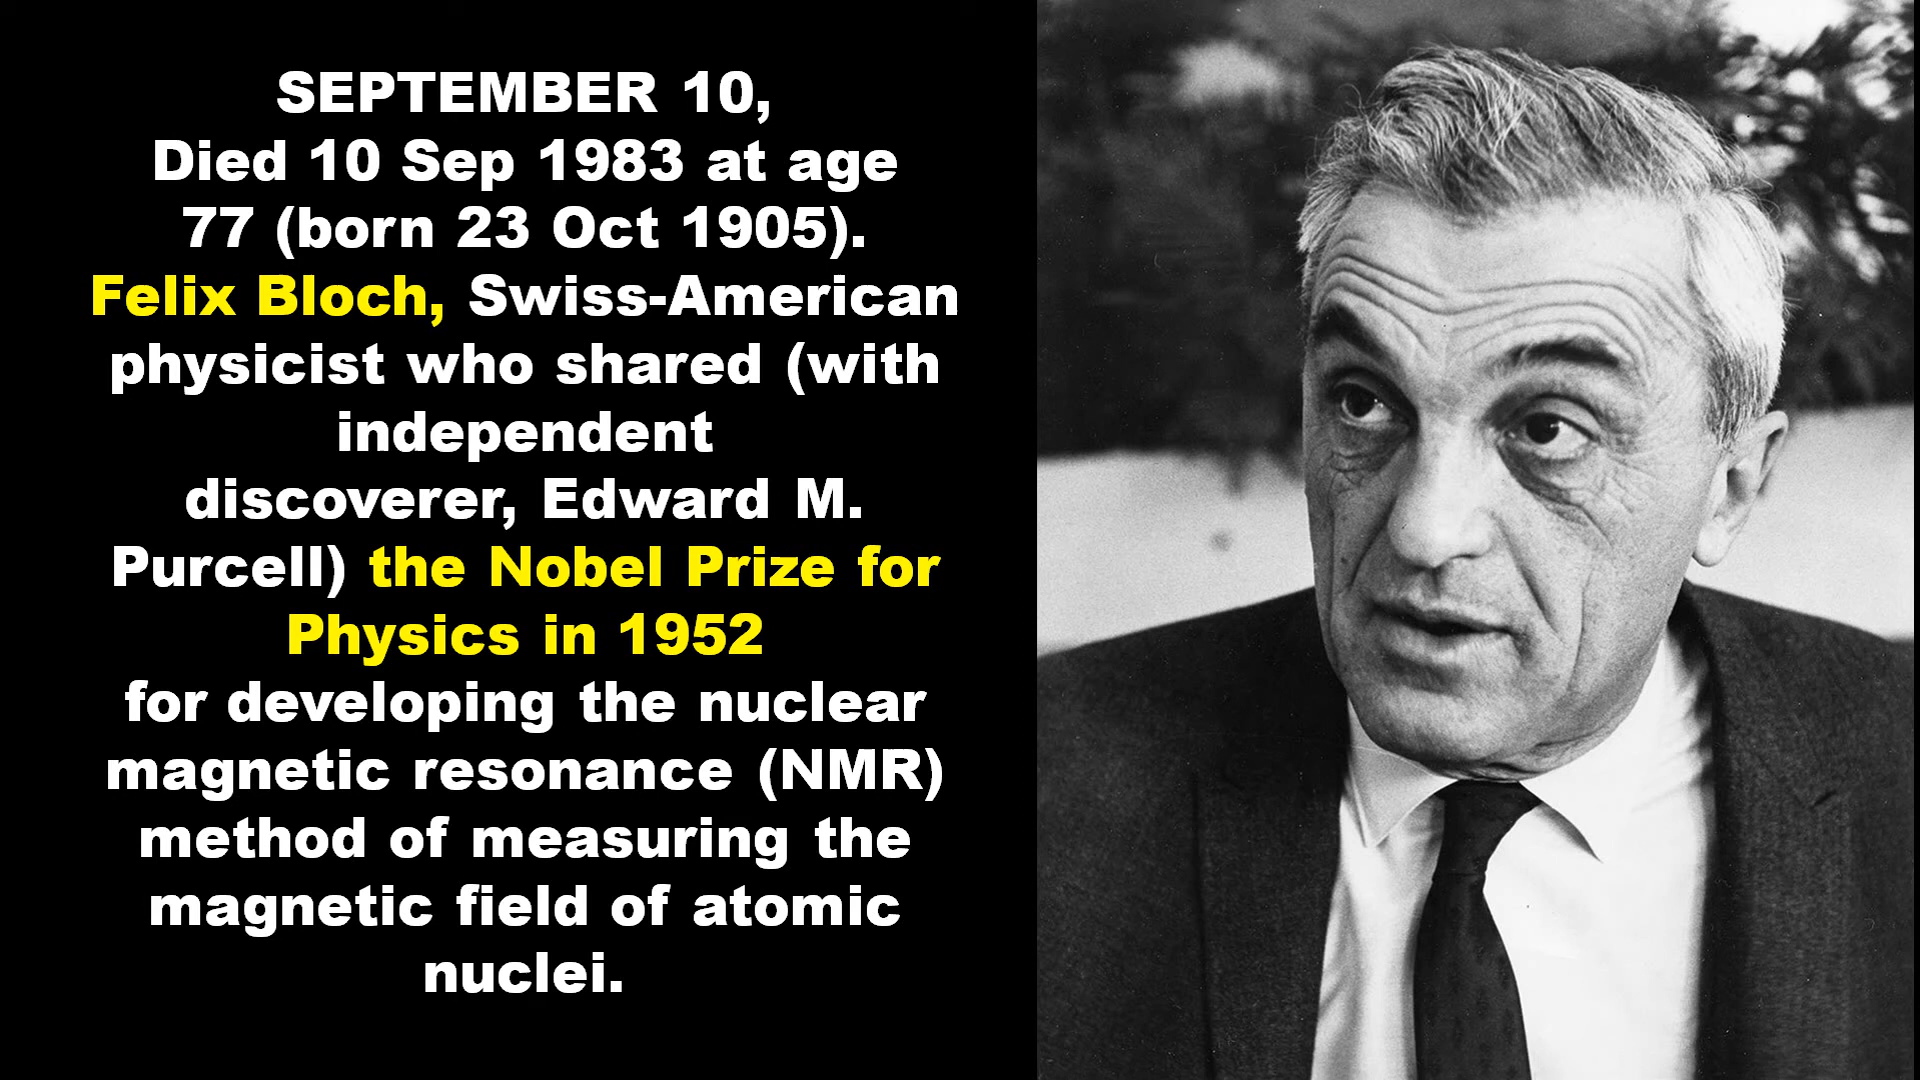 SEPTEMBER 10,
Died 10 Sep 1983 at age
77 (born 23 Oct 1905).
Felix Bloch, Swiss-American
physicist who shared (with
independent
discoverer, Edward M.
Purcell) the Nobel Prize for
Physics in 1952
for developing the nuclear
magnetic resonance (NMR)
method of measuring the
magnetic field of atomic
nuclei.